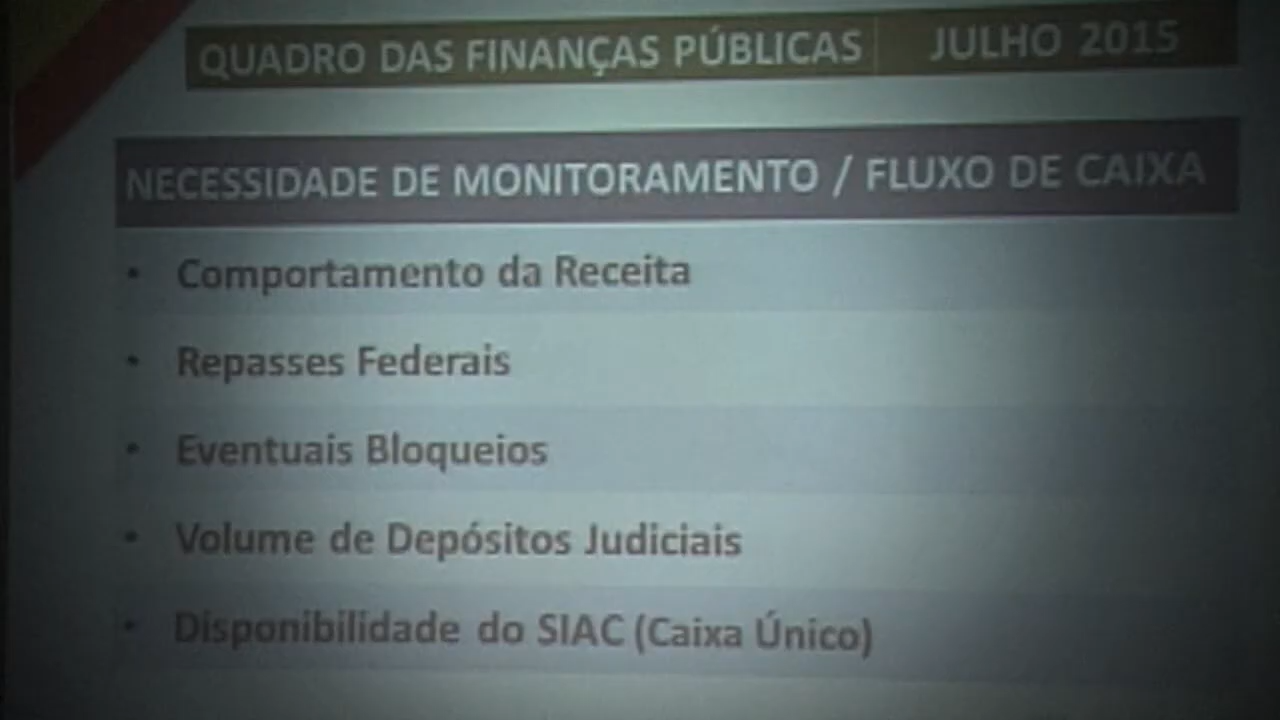 QUADRO DAS FINANÇAS PÚBLICAS JULHO 2015
NECESSIDADE DE MONITORAMENTO / FLUXO DE CAIXA
• Comportamento da Receita
• Repasses Federais
• Eventuais Bloqueios
• Volume de Depósitos Judiciais
• Disponibilidade do SIAC (Caixa Único)